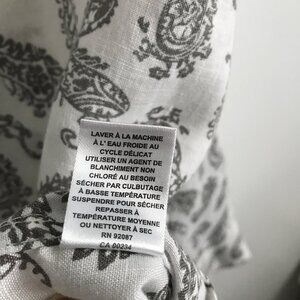 LAVER À LA MACHINE
À L' EAU FROIDE AU
CYCLE DÉLICAT
UTILISER UN AGENT DE
BLANCHIMENT NON
CHLORÉ AU BESOIN
SÉCHER PAR CULBUTAGE
À BASSE TEMPÉRATURE
SUSPENDRE POUR SÉCHER
REPASSER À
TEMPÉRATURE MOYENNE
OU NETTOYER À SEC
RN 92087
CA 00234